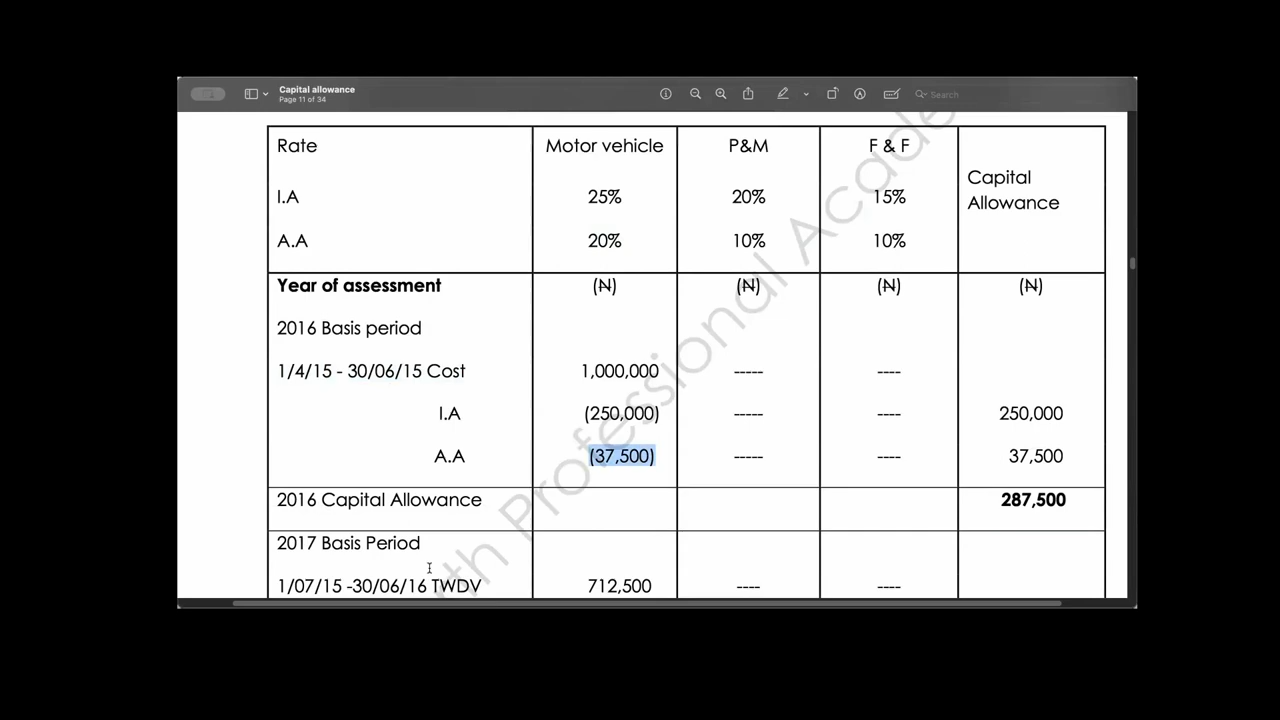 Capital allowance
Page 11 of 34
Search
Rate Motor vehicle P&M F & F Capital Allowance
I.A 25% 20% 15%
A.A 20% 10% 10%
Year of assessment (₦) (₦) (₦) (₦)
2016 Basis period
1/4/15 - 30/06/15 Cost 1,000,000 ----- ----
I.A (250,000) ----- ---- 250,000
A.A (37,500) ----- ---- 37,500
2016 Capital Allowance 287,500
2017 Basis Period
1/07/15 -30/06/16 TWDV 712,500 ---- ----
th Professional Acade